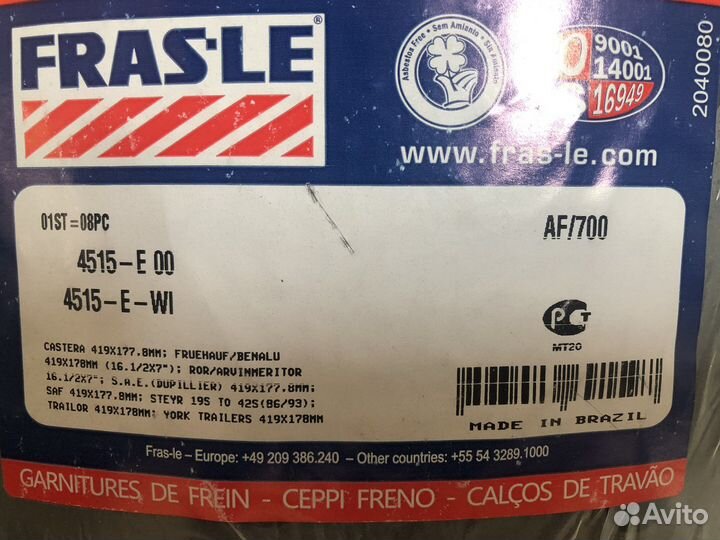 FRAS-LE®
Asbestos Free • Sem Amianto • Sin Aminato
9001
14001
16949
2040080
www.fras-le.com
01ST=08PC
AF/700
4515-E 00
4515-E-WI
PCT
MT20
CASTERA 419X177.8MM; FRUEHAUF/BENALU
419X178MM (16.1/2X7"); ROR/ARVINMERITOR
16.1/2X7"; S.A.E.(DUPILLIER) 419X177.8MM;
SAF 419X177.8MM; STEYR 19S TO 42S(86/93);
TRAILOR 419X178MM; YORK TRAILERS 419X178MM
MADE IN BRAZIL
Fras-le – Europe: +49 209 386.240 – Other countries: +55 54 3289.1000
GARNITURES DE FREIN - CEPPI FRENO - CALÇOS DE TRAVÃO
Avito